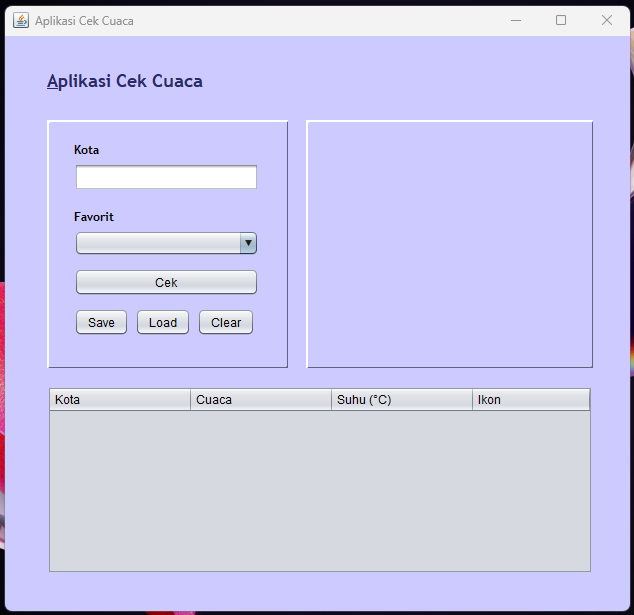 Aplikasi Cek Cuaca
Aplikasi Cek Cuaca
Kota
Favorit
Cek
Save Load Clear
Kota Cuaca Suhu (°C) Ikon